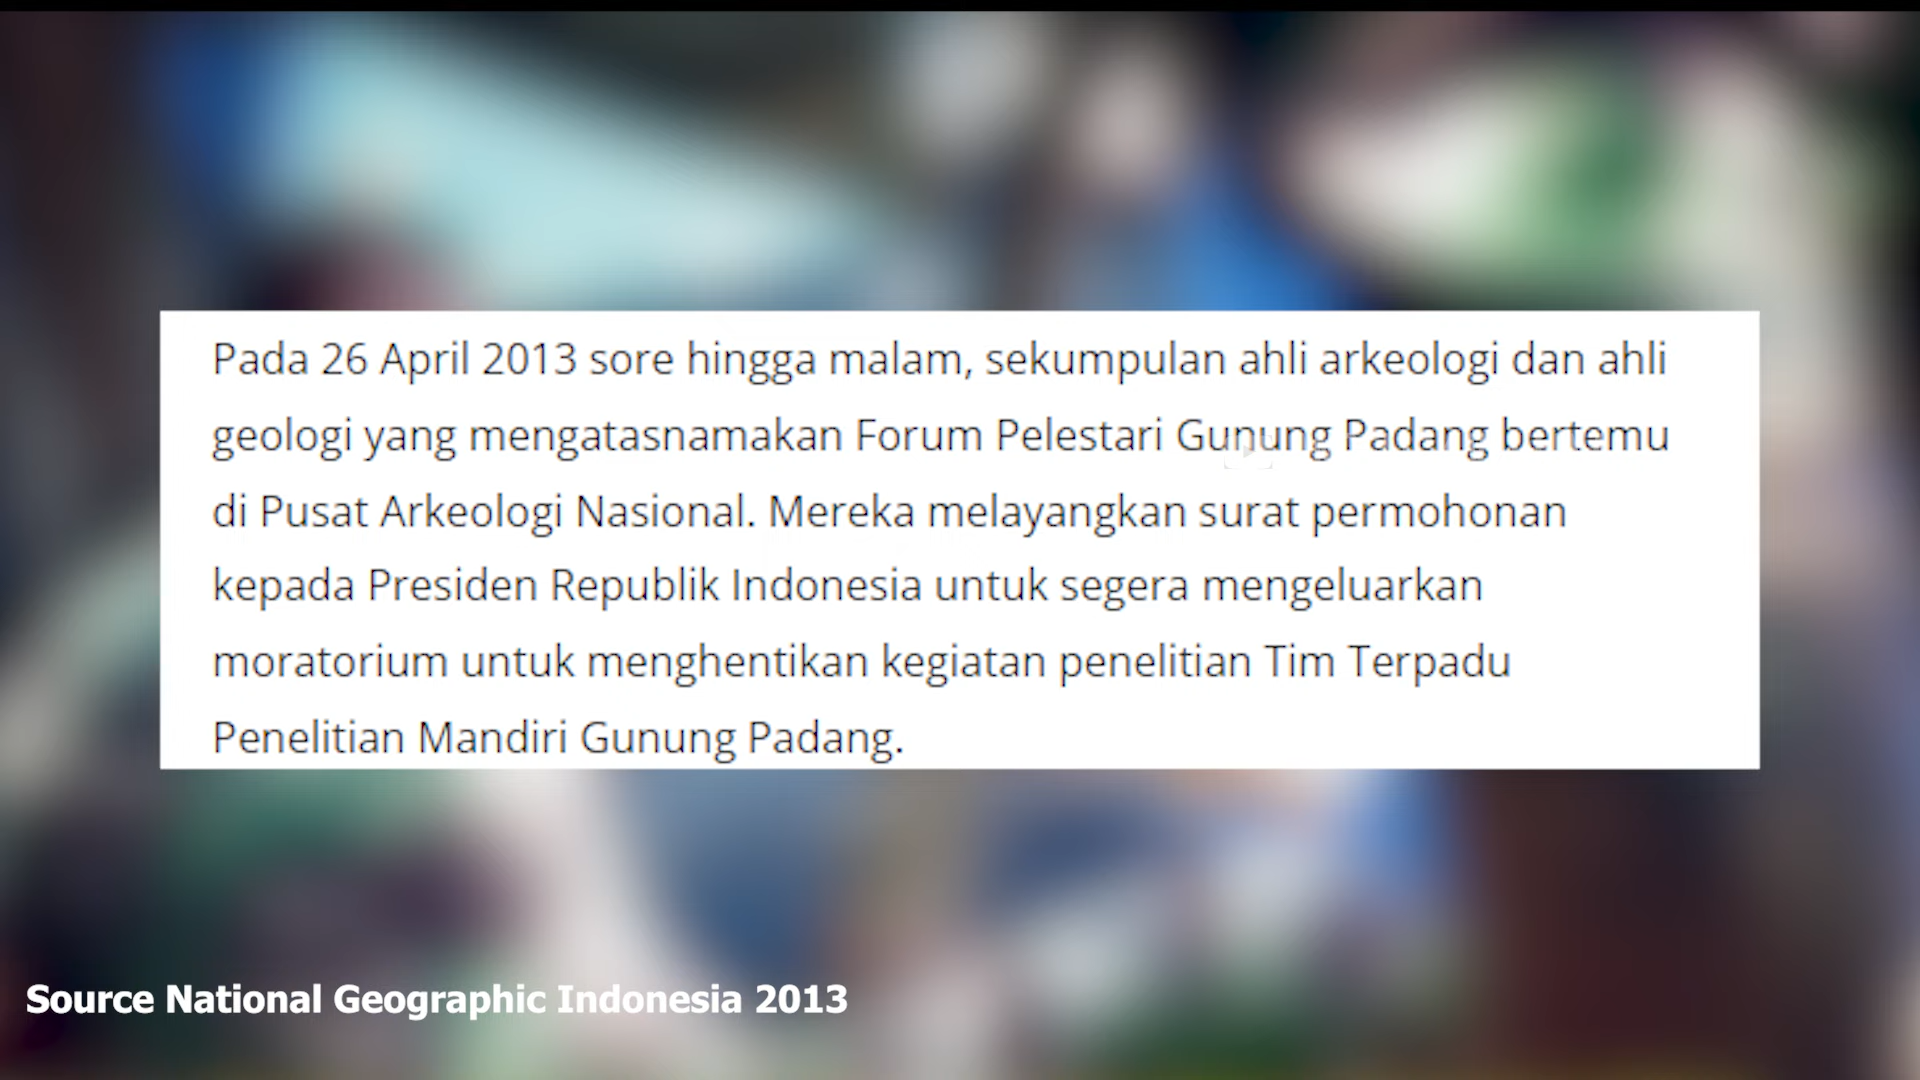 Pada 26 April 2013 sore hingga malam, sekumpulan ahli arkeologi dan ahli
geologi yang mengatasnamakan Forum Pelestari Gunung Padang bertemu
di Pusat Arkeologi Nasional. Mereka melayangkan surat permohonan
kepada Presiden Republik Indonesia untuk segera mengeluarkan
moratorium untuk menghentikan kegiatan penelitian Tim Terpadu
Penelitian Mandiri Gunung Padang.
Source National Geographic Indonesia 2013